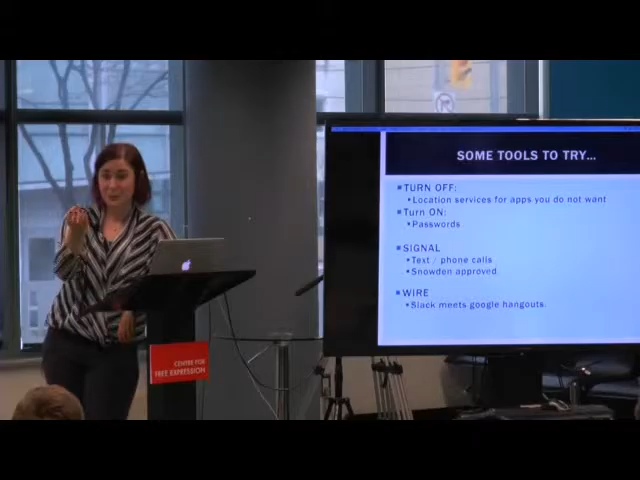 SOME TOOLS TO TRY...
TURN OFF:
Location services for apps you do not want
Turn ON:
Passwords
SIGNAL
Text / phone calls
Snowden approved.
WIRE
Slack meets google hangouts.
CENTRE FOR
FREE EXPRESSION